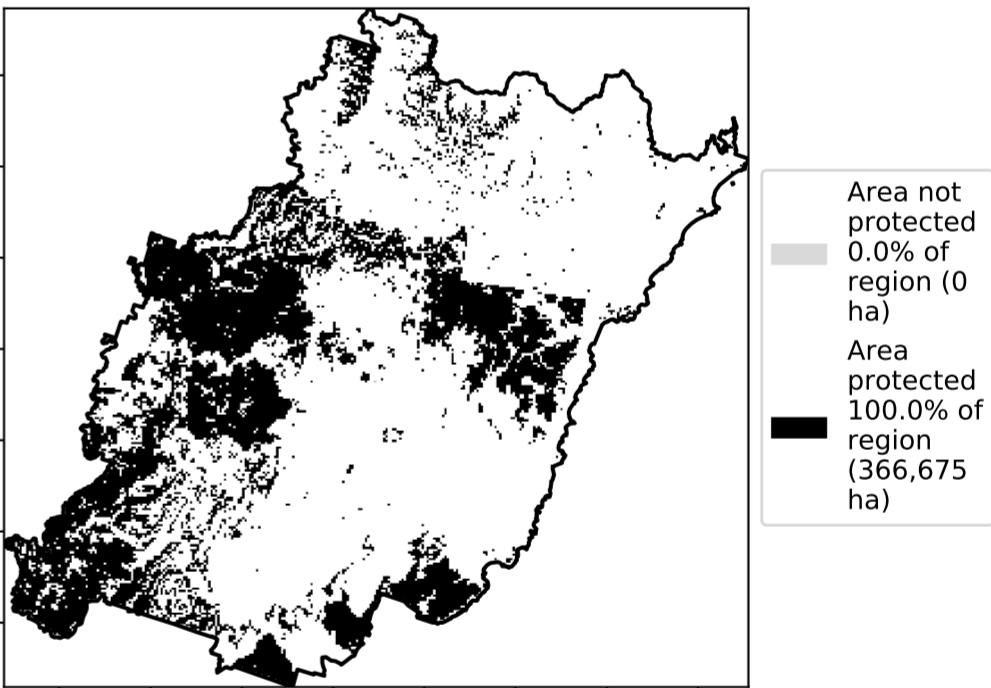 Area not
protected
0.0% of
region (0
ha)
Area
protected
100.0% of
region
(366,675
ha)